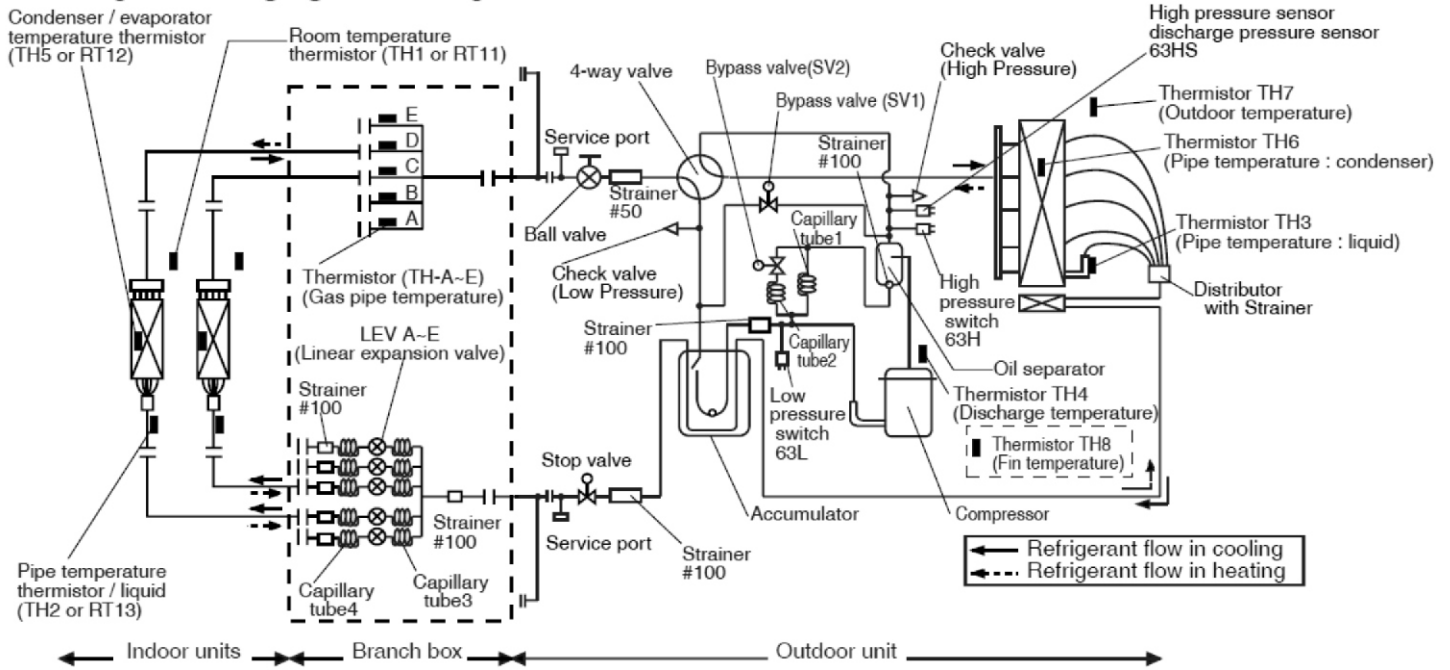 Condenser / evaporator
temperature thermistor
(TH5 or RT12)
Room temperature
thermistor (TH1 or RT11)
4-way valve
Bypass valve(SV2)
Bypass valve (SV1)
Check valve
(High Pressure)
High pressure sensor
discharge pressure sensor
63HS
Thermistor TH7
(Outdoor temperature)
Thermistor TH6
(Pipe temperature : condenser)
Thermistor TH3
(Pipe temperature : liquid)
Distributor
with Strainer
E
D
C
B
A
Service port
Strainer
#50
Ball valve
Strainer
#100
Thermistor (TH-A~E)
(Gas pipe temperature)
Check valve
(Low Pressure)
Capillary
tube1
High
pressure
switch
63H
LEV A~E
(Linear expansion valve)
Strainer
#100
Capillary
tube2
Oil separator
Strainer
#100
Low
pressure
switch
63L
Thermistor TH4
(Discharge temperature)
Thermistor TH8
(Fin temperature)
Stop valve
Accumulator
Compressor
Strainer
#100
Service port
Strainer
#100
Refrigerant flow in cooling
Refrigerant flow in heating
Pipe temperature
thermistor / liquid
(TH2 or RT13)
Capillary
tube4
Capillary
tube3
Indoor units
Branch box
Outdoor unit